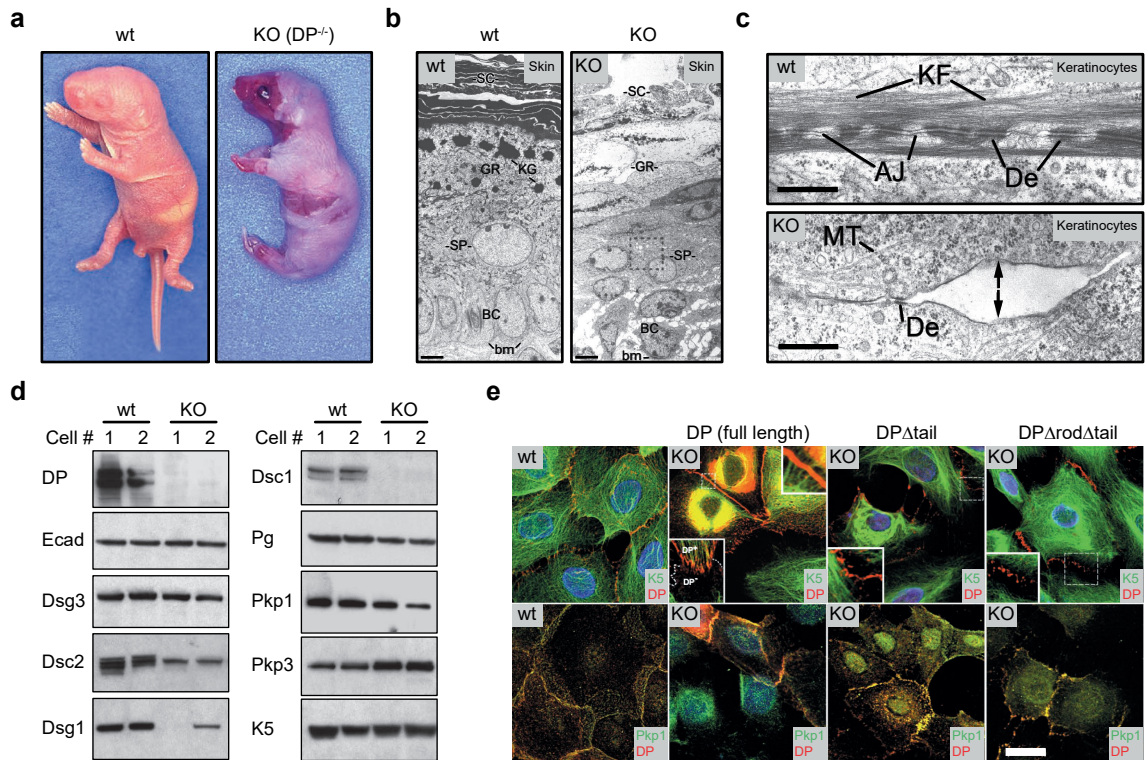 a
wt
KO (DP-/-)
b
wt
KO
wt
Skin
-SC-
GR
KG
-SP-
BC
bm
KO
Skin
-SC-
-GR-
-SP-
BC
bm
c
wt
KF
Keratinocytes
AJ
De
KO
MT
Keratinocytes
De
d
wt
KO
Cell #
1
2
1
2
DP
Ecad
Dsg3
Dsc2
Dsg1
wt
KO
Cell #
1
2
1
2
Dsc1
Pg
Pkp1
Pkp3
K5
e
DP (full length)
DPΔtail
DPΔrodΔtail
wt
K5
DP
KO
DP+
DP-
K5
DP
KO
K5
DP
KO
K5
DP
wt
Pkp1
DP
KO
Pkp1
DP
KO
Pkp1
DP
KO
Pkp1
DP